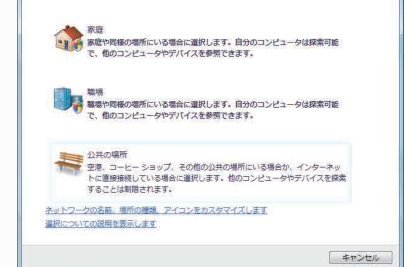 家庭
家庭や同様の場所にいる場合に選択します。自分のコンピュータは探索可能
で、他のコンピュータやデバイスを参照できます。
職場
職場や同様の場所にいる場合に選択します。自分のコンピュータは探索可能
で、他のコンピュータやデバイスを参照できます。
公共の場所
空港、コーヒー ショップ、その他の公共の場所にいる場合か、インターネッ
トに直接接続している場合に選択します。他のコンピュータやデバイスを探索
することは制限されます。
ネットワークの名前、場所の種類、アイコンをカスタマイズします
選択についての説明を表示します
キャンセル